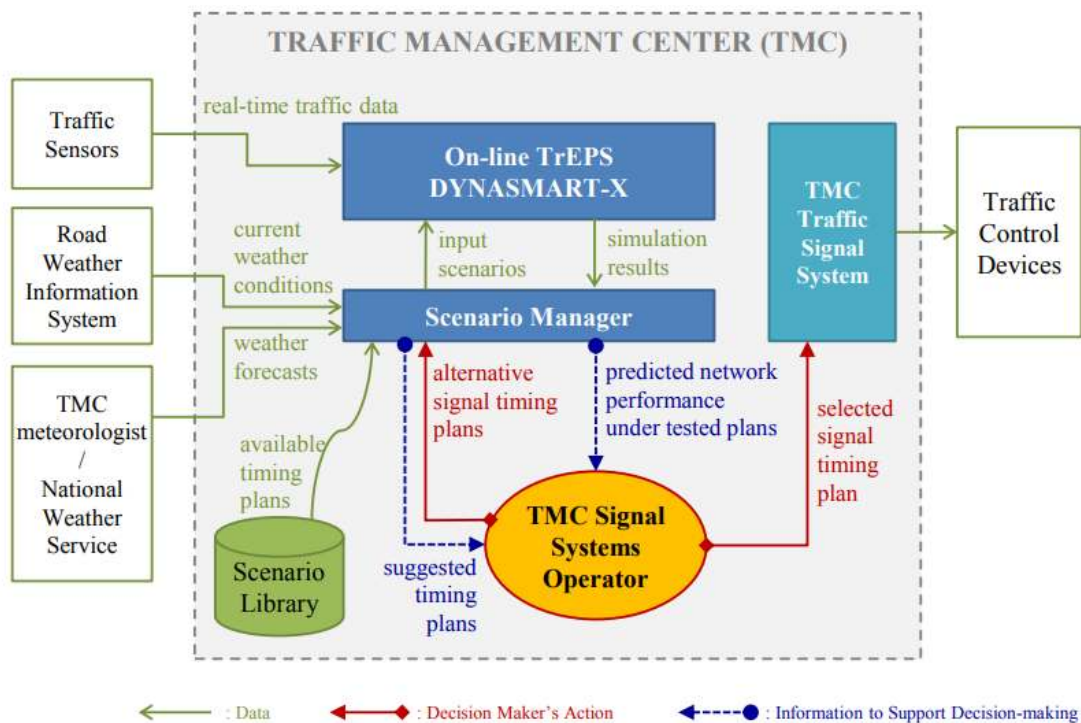 TRAFFIC MANAGEMENT CENTER (TMC)
Traffic
Sensors
real-time traffic data
On-line TrEPS
DYNASMART-X
TMC
Traffic
Signal
System
Traffic
Control
Devices
Road
Weather
Information
System
current
weather
conditions
input
scenarios
simulation
results
Scenario Manager
weather
forecasts
TMC
meteorologist
/
National
Weather
Service
alternative
signal timing
plans
predicted network
performance
under tested plans
selected
signal
timing
plan
available
timing
plans
Scenario
Library
suggested
timing
plans
TMC Signal
Systems
Operator
: Data
: Decision Maker's Action
: Information to Support Decision-making